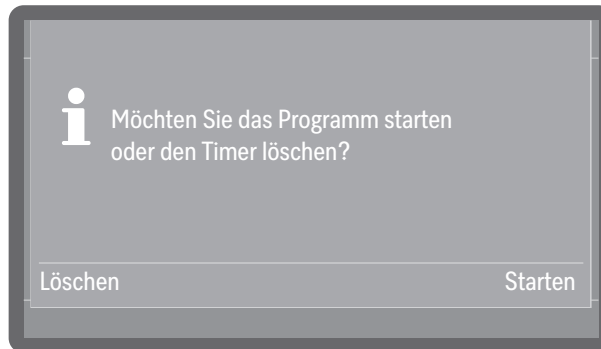 Möchten Sie das Programm starten
oder den Timer löschen?
Löschen
Starten